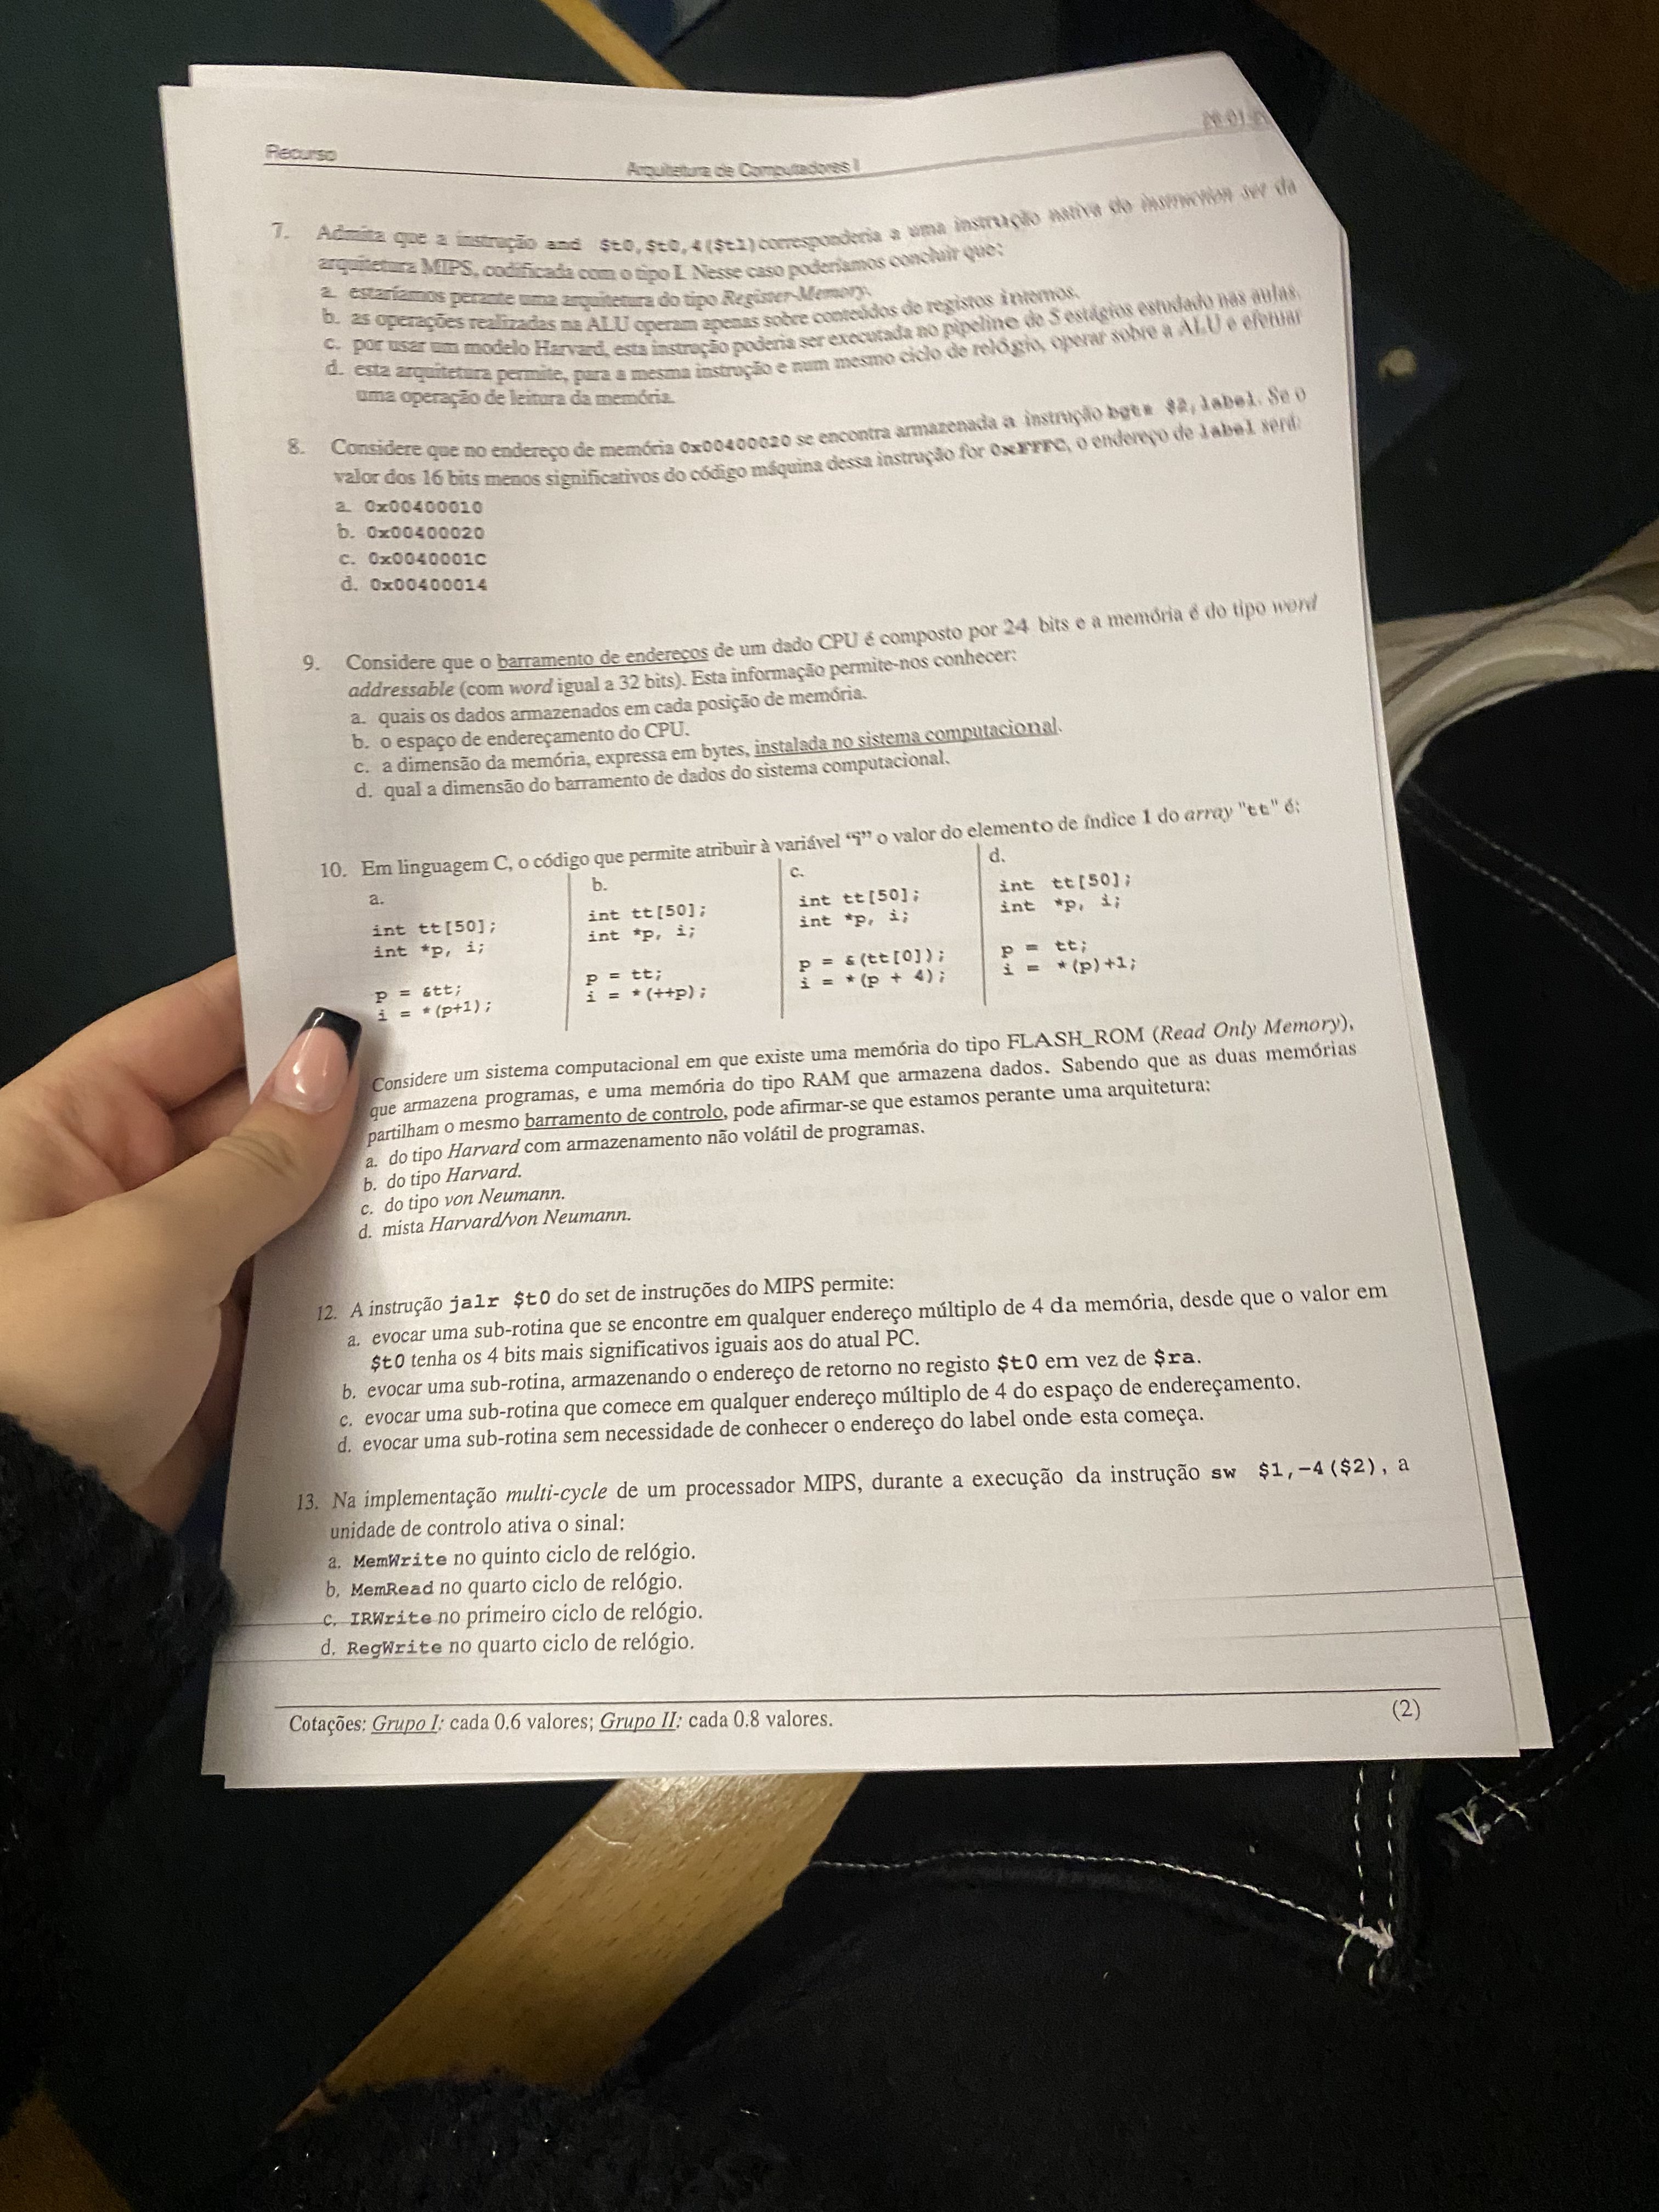 Recurso
Arquitetura de Computadores I
7. Admita que a instrução and $t0,$t0,4($t1) corresponderia a uma instrução nativa do instruction set da
arquitetura MIPS, codificada com o tipo I. Nesse caso poderíamos concluir que:
a. estaríamos perante uma arquitetura do tipo Register-Memory.
b. as operações realizadas na ALU operam apenas sobre conteúdos de registos internos.
c. por usar um modelo Harvard, esta instrução poderia ser executada no pipeline de 5 estágios estudado nas aulas.
d. esta arquitetura permite, para a mesma instrução e num mesmo ciclo de relógio, operar sobre a ALU e efetuar
uma operação de leitura da memória.
8. Considere que no endereço de memória 0x00400020 se encontra armazenada a instrução $2,label. Se o
valor dos 16 bits menos significativos do código máquina dessa instrução for 0xFFFC, o endereço de label será:
a. 0x00400010
b. 0x00400020
c. 0x0040001C
d. 0x00400014
9. Considere que o barramento de endereços de um dado CPU é composto por 24 bits e a memória é do tipo word
addressable (com word igual a 32 bits). Esta informação permite-nos conhecer:
a. quais os dados armazenados em cada posição de memória.
b. o espaço de endereçamento do CPU.
c. a dimensão da memória, expressa em bytes, instalada no sistema computacional.
d. qual a dimensão do barramento de dados do sistema computacional.
10. Em linguagem C, o código que permite atribuir à variável “i” o valor do elemento de índice 1 do array "tt" é:
a.
int tt[50];
int *p, i;
p = &tt;
i = *(p+1);
b.
int tt[50];
int *p, i;
p = tt;
i = *(++p);
c.
int tt[50];
int *p, i;
p = &(tt[0]);
i = *(p + 4);
d.
int tt[50];
int *p, i;
p = tt;
i = *(p)+1;
Considere um sistema computacional em que existe uma memória do tipo FLASH_ROM (Read Only Memory),
que armazena programas, e uma memória do tipo RAM que armazena dados. Sabendo que as duas memórias
partilham o mesmo barramento de controlo, pode afirmar-se que estamos perante uma arquitetura:
a. do tipo Harvard com armazenamento não volátil de programas.
b. do tipo Harvard.
c. do tipo von Neumann.
d. mista Harvard/von Neumann.
12. A instrução jalr $t0 do set de instruções do MIPS permite:
a. evocar uma sub-rotina que se encontre em qualquer endereço múltiplo de 4 da memória, desde que o valor em
$t0 tenha os 4 bits mais significativos iguais aos do atual PC.
b. evocar uma sub-rotina, armazenando o endereço de retorno no registo $t0 em vez de $ra.
c. evocar uma sub-rotina que comece em qualquer endereço múltiplo de 4 do espaço de endereçamento.
d. evocar uma sub-rotina sem necessidade de conhecer o endereço do label onde esta começa.
13. Na implementação multi-cycle de um processador MIPS, durante a execução da instrução sw $1,-4($2), a
unidade de controlo ativa o sinal:
a. MemWrite no quinto ciclo de relógio.
b. MemRead no quarto ciclo de relógio.
c. IRWrite no primeiro ciclo de relógio.
d. RegWrite no quarto ciclo de relógio.
Cotações: Grupo I: cada 0.6 valores; Grupo II: cada 0.8 valores.
(2)